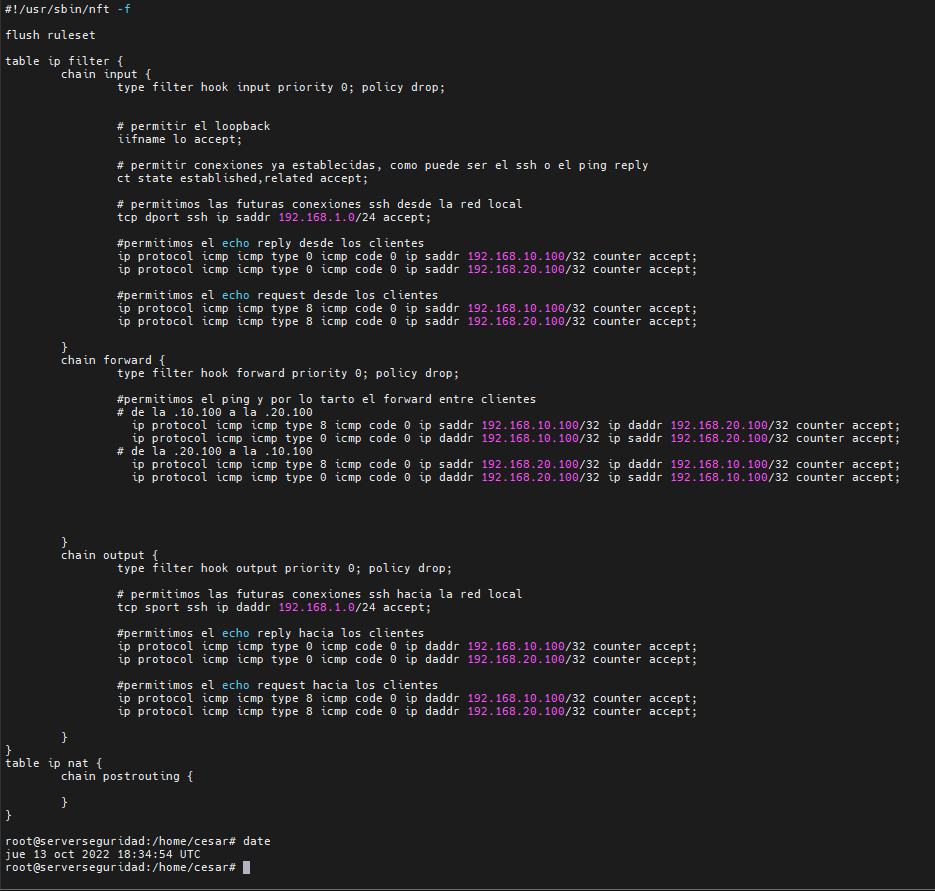 #!/usr/sbin/nft -f
flush ruleset
table ip filter {
chain input {
type filter hook input priority 0; policy drop;
# permitir el loopback
iifname lo accept;
# permitir conexiones ya establecidas, como puede ser el ssh o el ping reply
ct state established,related accept;
# permitimos las futuras conexiones ssh desde la red local
tcp dport ssh ip saddr 192.168.1.0/24 accept;
#permitimos el echo reply desde los clientes
ip protocol icmp icmp type 0 icmp code 0 ip saddr 192.168.10.100/32 counter accept;
ip protocol icmp icmp type 0 icmp code 0 ip saddr 192.168.20.100/32 counter accept;
#permitimos el echo request desde los clientes
ip protocol icmp icmp type 8 icmp code 0 ip saddr 192.168.10.100/32 counter accept;
ip protocol icmp icmp type 8 icmp code 0 ip saddr 192.168.20.100/32 counter accept;
}
chain forward {
type filter hook forward priority 0; policy drop;
#permitimos el ping y por lo tarto el forward entre clientes
# de la .10.100 a la .20.100
ip protocol icmp icmp type 8 icmp code 0 ip saddr 192.168.10.100/32 ip daddr 192.168.20.100/32 counter accept;
ip protocol icmp icmp type 0 icmp code 0 ip daddr 192.168.10.100/32 ip saddr 192.168.20.100/32 counter accept;
# de la .20.100 a la .10.100
ip protocol icmp icmp type 8 icmp code 0 ip saddr 192.168.20.100/32 ip daddr 192.168.10.100/32 counter accept;
ip protocol icmp icmp type 0 icmp code 0 ip daddr 192.168.20.100/32 ip saddr 192.168.10.100/32 counter accept;
}
chain output {
type filter hook output priority 0; policy drop;
# permitimos las futuras conexiones ssh hacia la red local
tcp sport ssh ip daddr 192.168.1.0/24 accept;
#permitimos el echo reply hacia los clientes
ip protocol icmp icmp type 0 icmp code 0 ip daddr 192.168.10.100/32 counter accept;
ip protocol icmp icmp type 0 icmp code 0 ip daddr 192.168.20.100/32 counter accept;
#permitimos el echo request hacia los clientes
ip protocol icmp icmp type 8 icmp code 0 ip daddr 192.168.10.100/32 counter accept;
ip protocol icmp icmp type 8 icmp code 0 ip daddr 192.168.20.100/32 counter accept;
}
}
table ip nat {
chain postrouting {
}
}
root@serverseguridad:/home/cesar# date
jue 13 oct 2022 18:34:54 UTC
root@serverseguridad:/home/cesar#